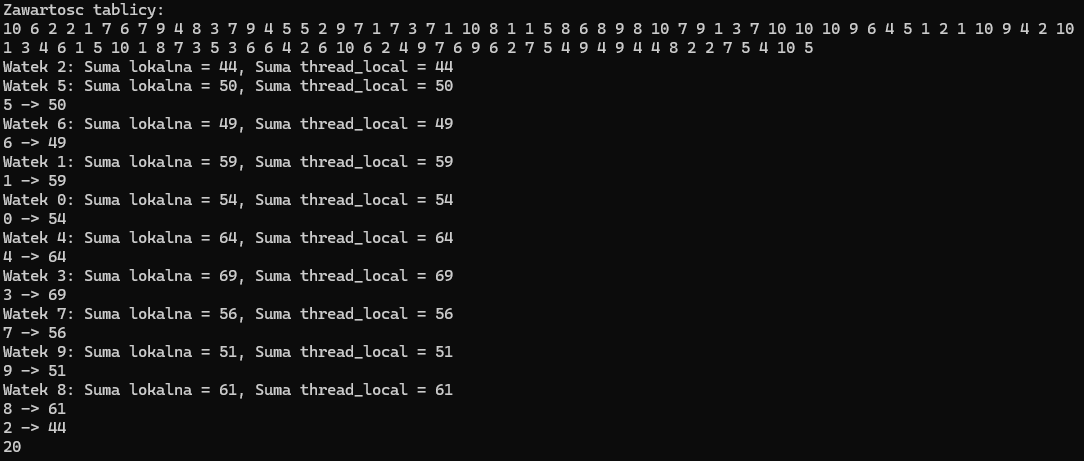 Zawartosc tablicy:
10 6 2 2 1 7 6 7 9 4 8 3 7 9 4 5 5 2 9 7 1 7 3 7 1 10 8 1 1 5 8 6 8 9 8 10 7 9 1 3 7 10 10 10 9 6 4 5 1 2 1 10 9 4 2 10
1 3 4 6 1 5 10 1 8 7 3 5 3 6 6 4 2 6 10 6 2 4 9 7 6 9 6 2 7 5 4 9 4 9 4 4 8 2 2 7 5 4 10 5
Watek 2: Suma lokalna = 44, Suma thread_local = 44
Watek 5: Suma lokalna = 50, Suma thread_local = 50
5 -> 50
Watek 6: Suma lokalna = 49, Suma thread_local = 49
6 -> 49
Watek 1: Suma lokalna = 59, Suma thread_local = 59
1 -> 59
Watek 0: Suma lokalna = 54, Suma thread_local = 54
0 -> 54
Watek 4: Suma lokalna = 64, Suma thread_local = 64
4 -> 64
Watek 3: Suma lokalna = 69, Suma thread_local = 69
3 -> 69
Watek 7: Suma lokalna = 56, Suma thread_local = 56
7 -> 56
Watek 9: Suma lokalna = 51, Suma thread_local = 51
9 -> 51
Watek 8: Suma lokalna = 61, Suma thread_local = 61
8 -> 61
2 -> 44
20